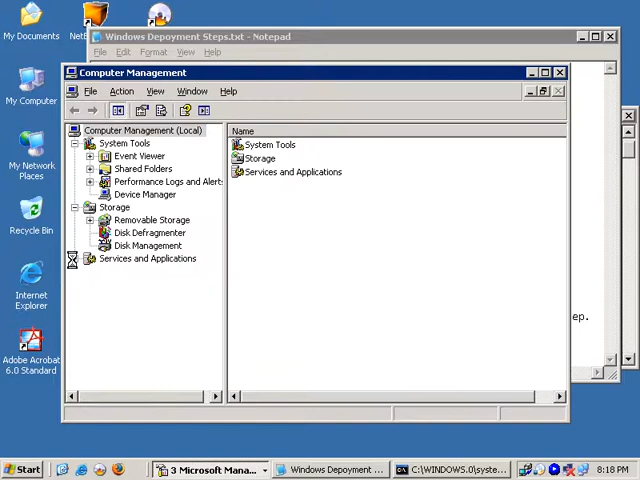 My Documents
NetB
Windows Depoyment Steps.txt - Notepad
File Edit Format View Help
Computer Management
File Action View Window Help
My Computer
My Network Places
Recycle Bin
Internet Explorer
Adobe Acrobat 6.0 Standard
Computer Management (Local)
System Tools
Event Viewer
Shared Folders
Performance Logs and Alerts
Device Manager
Storage
Removable Storage
Disk Defragmenter
Disk Management
Services and Applications
Name
System Tools
Storage
Services and Applications
ep.
Start
3 Microsoft Mana...
Windows Depoyment ...
C:\WINDOWS.0\syste...
8:18 PM